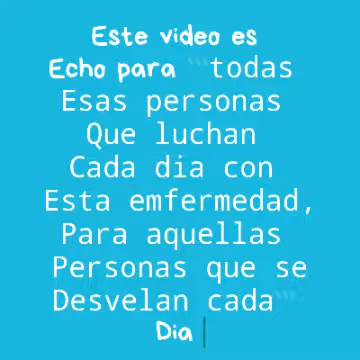 Este video es
Echo para ```todas
Esas personas
Que luchan
Cada dia con
Esta emfermedad,
Para aquellas
Personas que se
Desvelan cada```
Dia